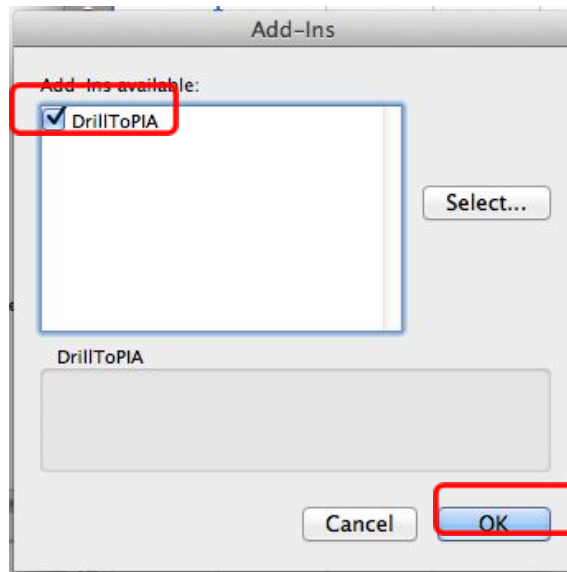 Add-Ins
Add-Ins available:
DrillToPIA
Select...
DrillToPIA
Cancel
OK